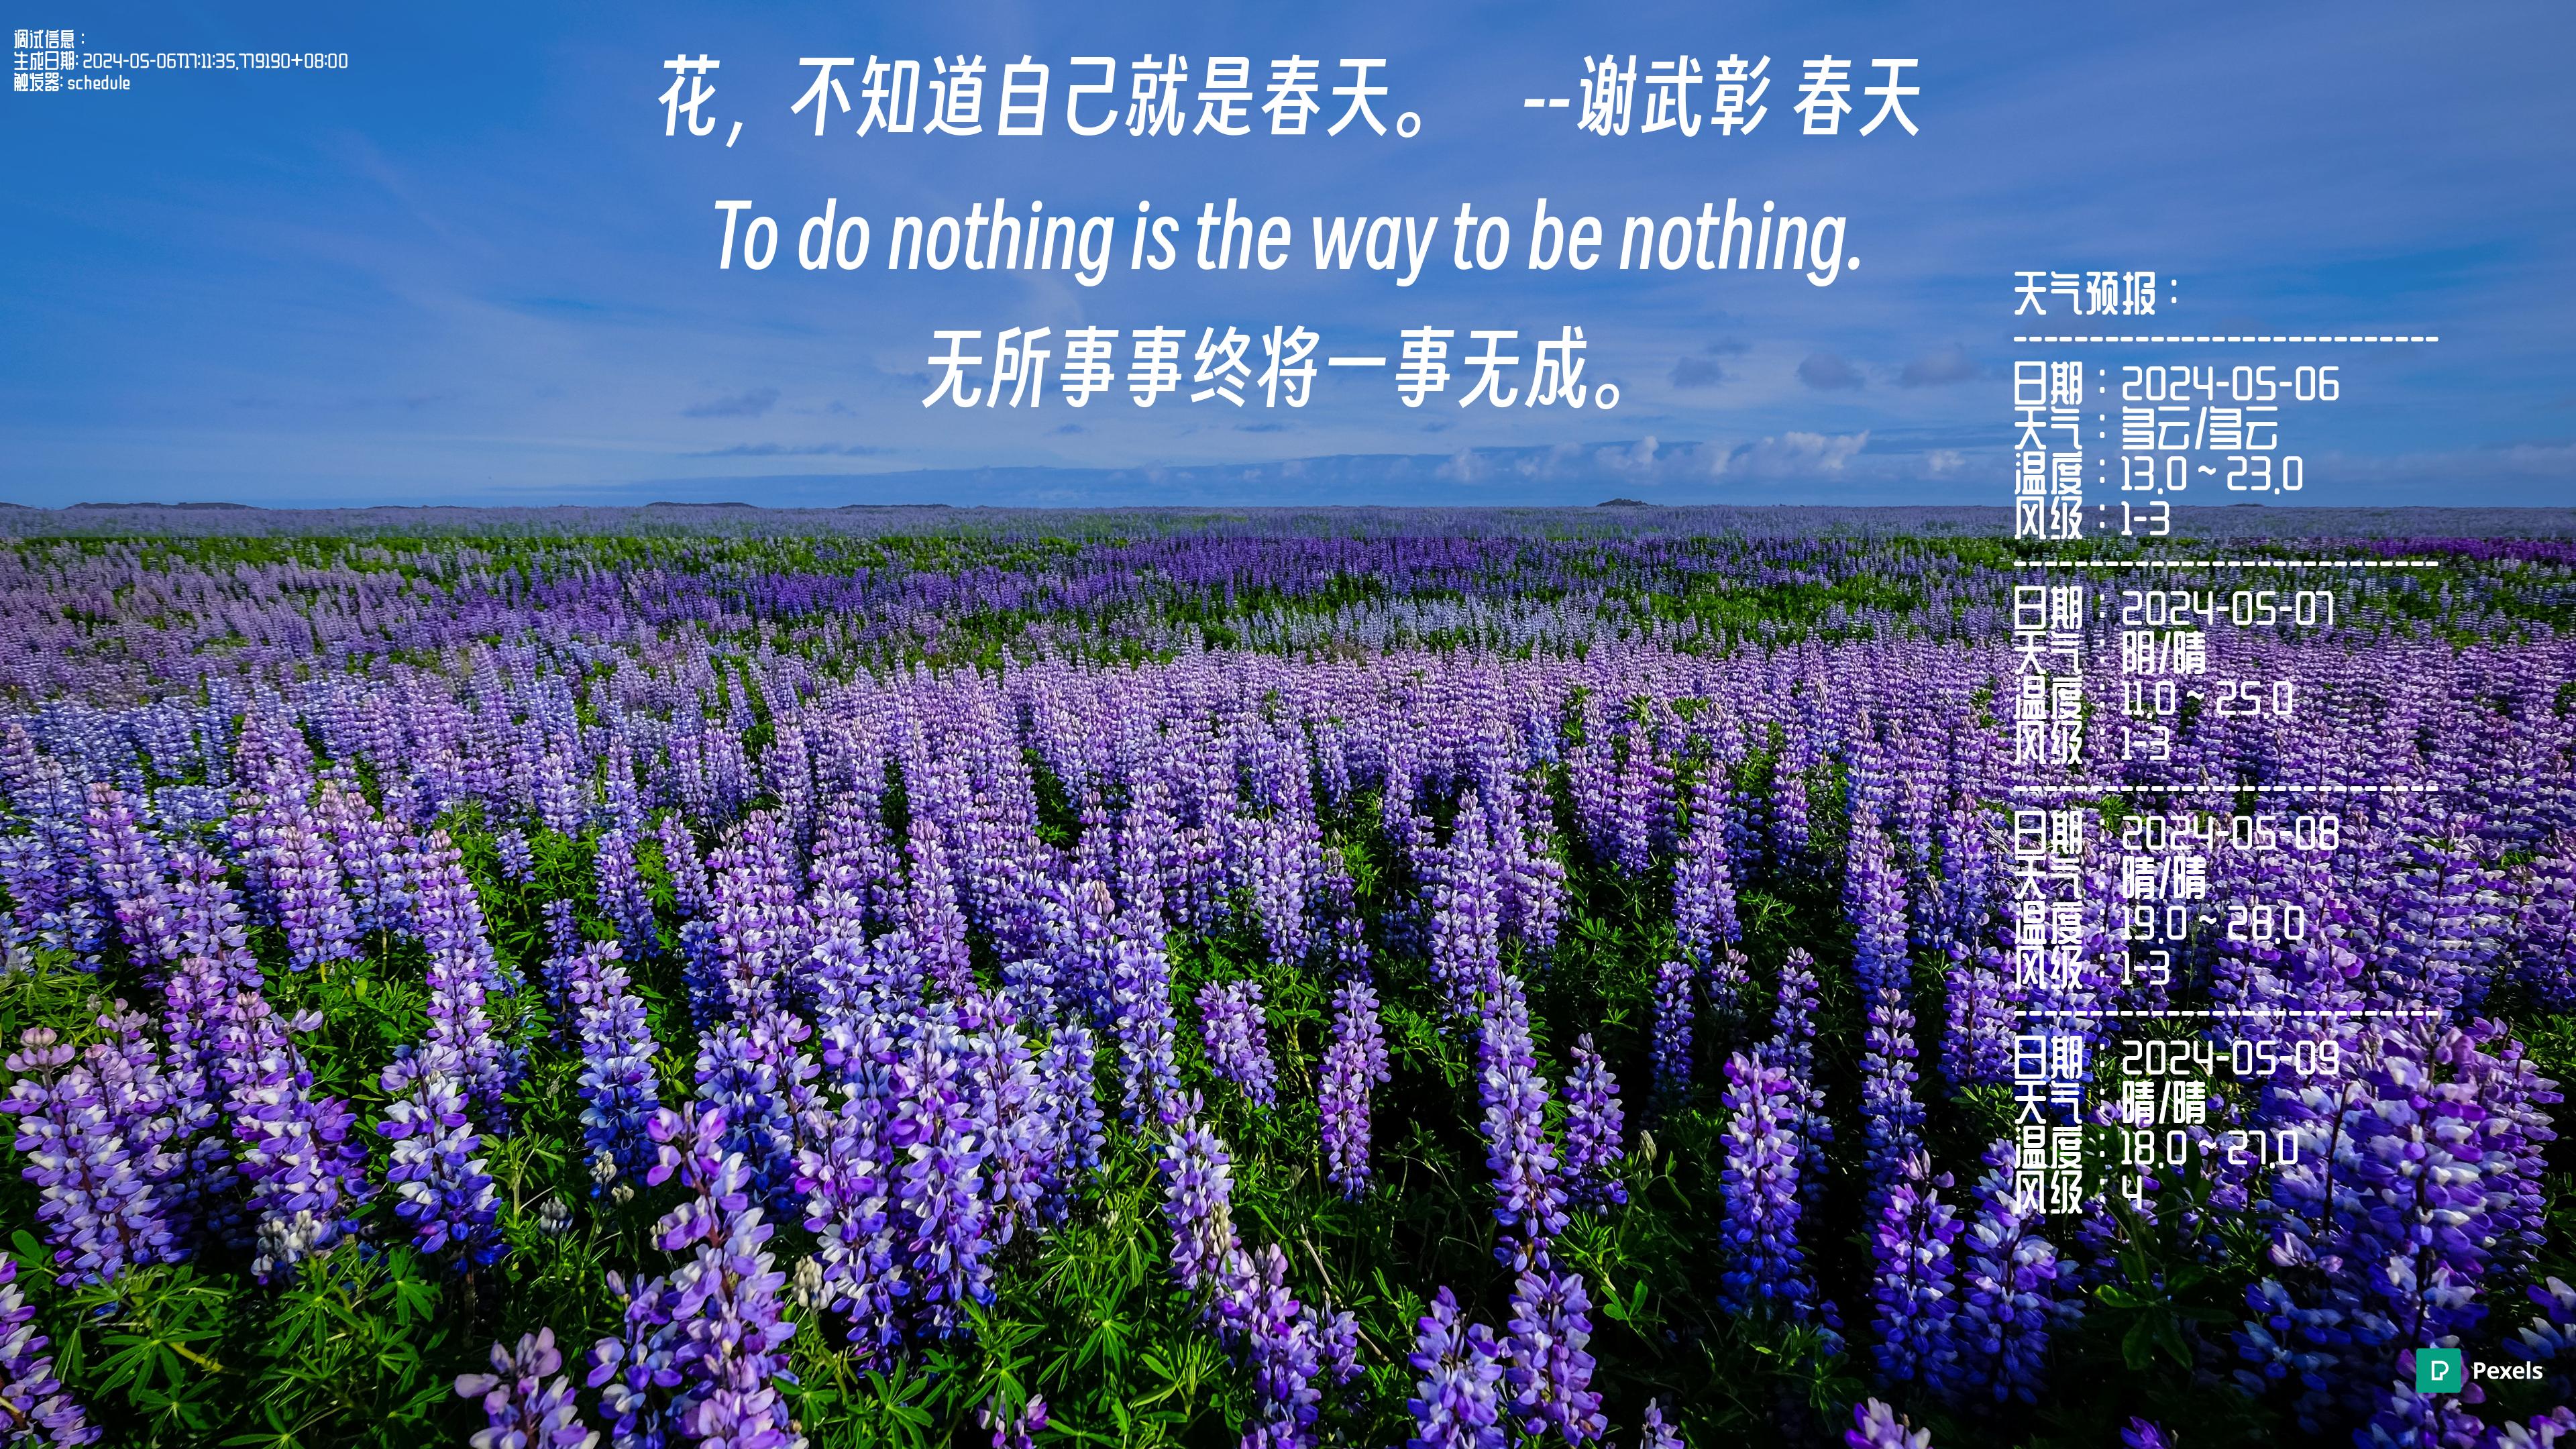 调试信息：
生成日期: 2024-05-06T17:11:35.779190+08:00
触发器: schedule
花，不知道自己就是春天。 --谢武彰 春天
To do nothing is the way to be nothing.
无所事事终将一事无成。
天气预报：
----------------------------
日期：2024-05-06
天气：多云/多云
温度：13.0 ~ 23.0
风级：1-3
----------------------------
日期：2024-05-07
天气：阴/晴
温度：11.0 ~ 25.0
风级：1-3
----------------------------
日期：2024-05-08
天气：晴/晴
温度：19.0 ~ 28.0
风级：1-3
----------------------------
日期：2024-05-09
天气：晴/晴
温度：18.0 ~ 27.0
风级：4
Pexels